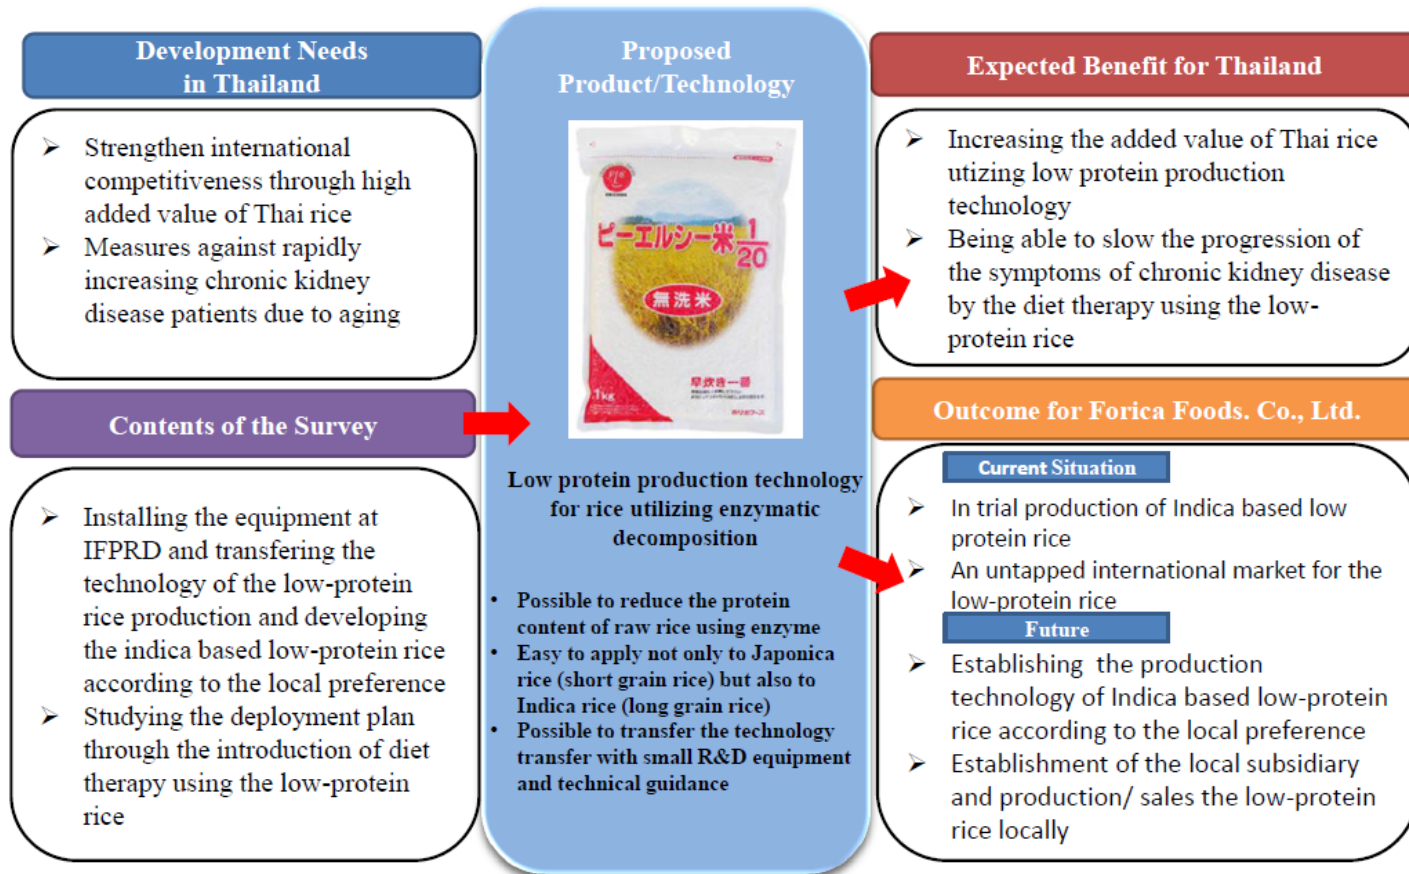 Development Needs
in Thailand
➢ Strengthen international
competitiveness through high
added value of Thai rice
➢ Measures against rapidly
increasing chronic kidney
disease patients due to aging
Contents of the Survey
➢ Installing the equipment at
IFPRD and transfering the
technology of the low-protein
rice production and developing
the indica based low-protein rice
according to the local preference
➢ Studying the deployment plan
through the introduction of diet
therapy using the low-protein
rice
Proposed
Product/Technology
ピーエルシー米 1/20
無洗米
早炊き一番
1kg
Low protein production technology
for rice utilizing enzymatic
decomposition
• Possible to reduce the protein
content of raw rice using enzyme
• Easy to apply not only to Japonica
rice (short grain rice) but also to
Indica rice (long grain rice)
• Possible to transfer the technology
transfer with small R&D equipment
and technical guidance
Expected Benefit for Thailand
➢ Increasing the added value of Thai rice
utizing low protein production
technology
➢ Being able to slow the progression of
the symptoms of chronic kidney disease
by the diet therapy using the low-
protein rice
Outcome for Forica Foods. Co., Ltd.
Current Situation
➢ In trial production of Indica based low
protein rice
➢ An untapped international market for the
low-protein rice
Future
➢ Establishing the production
technology of Indica based low-protein
rice according to the local preference
➢ Establishment of the local subsidiary
and production/ sales the low-protein
rice locally